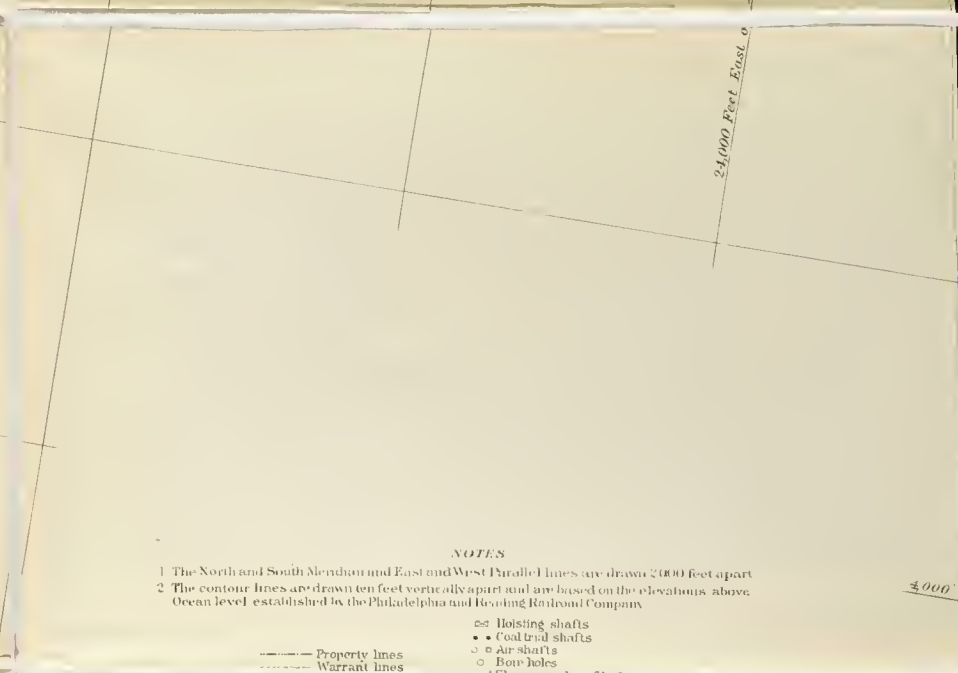 24,000 Feet East o
NOTES
1 The North and South Meridian and East and West Parallel lines are drawn 2000 feet apart
2 The contour lines are drawn ten feet vertically apart and are based on the elevations above
Ocean level established by the Philadelphia and Reading Railroad Company
4,000'
Hoisting shafts
Coal trial shafts
Air shafts
Bore holes
Property lines
Warrant lines